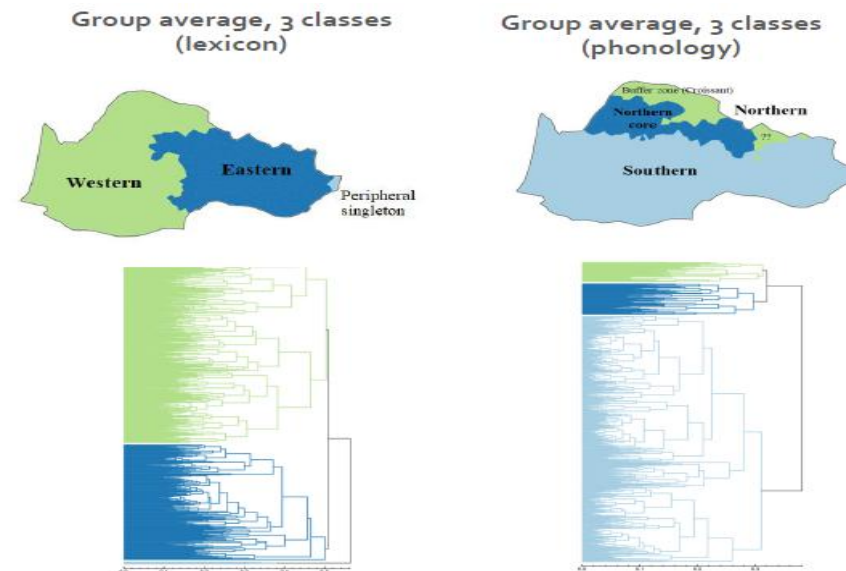 Group average, 3 classes
(lexicon)
Group average, 3 classes
(phonology)
Western
Eastern
Peripheral
singleton
Buffer zone (Croissant)
Northern
core
Northern
??
Southern